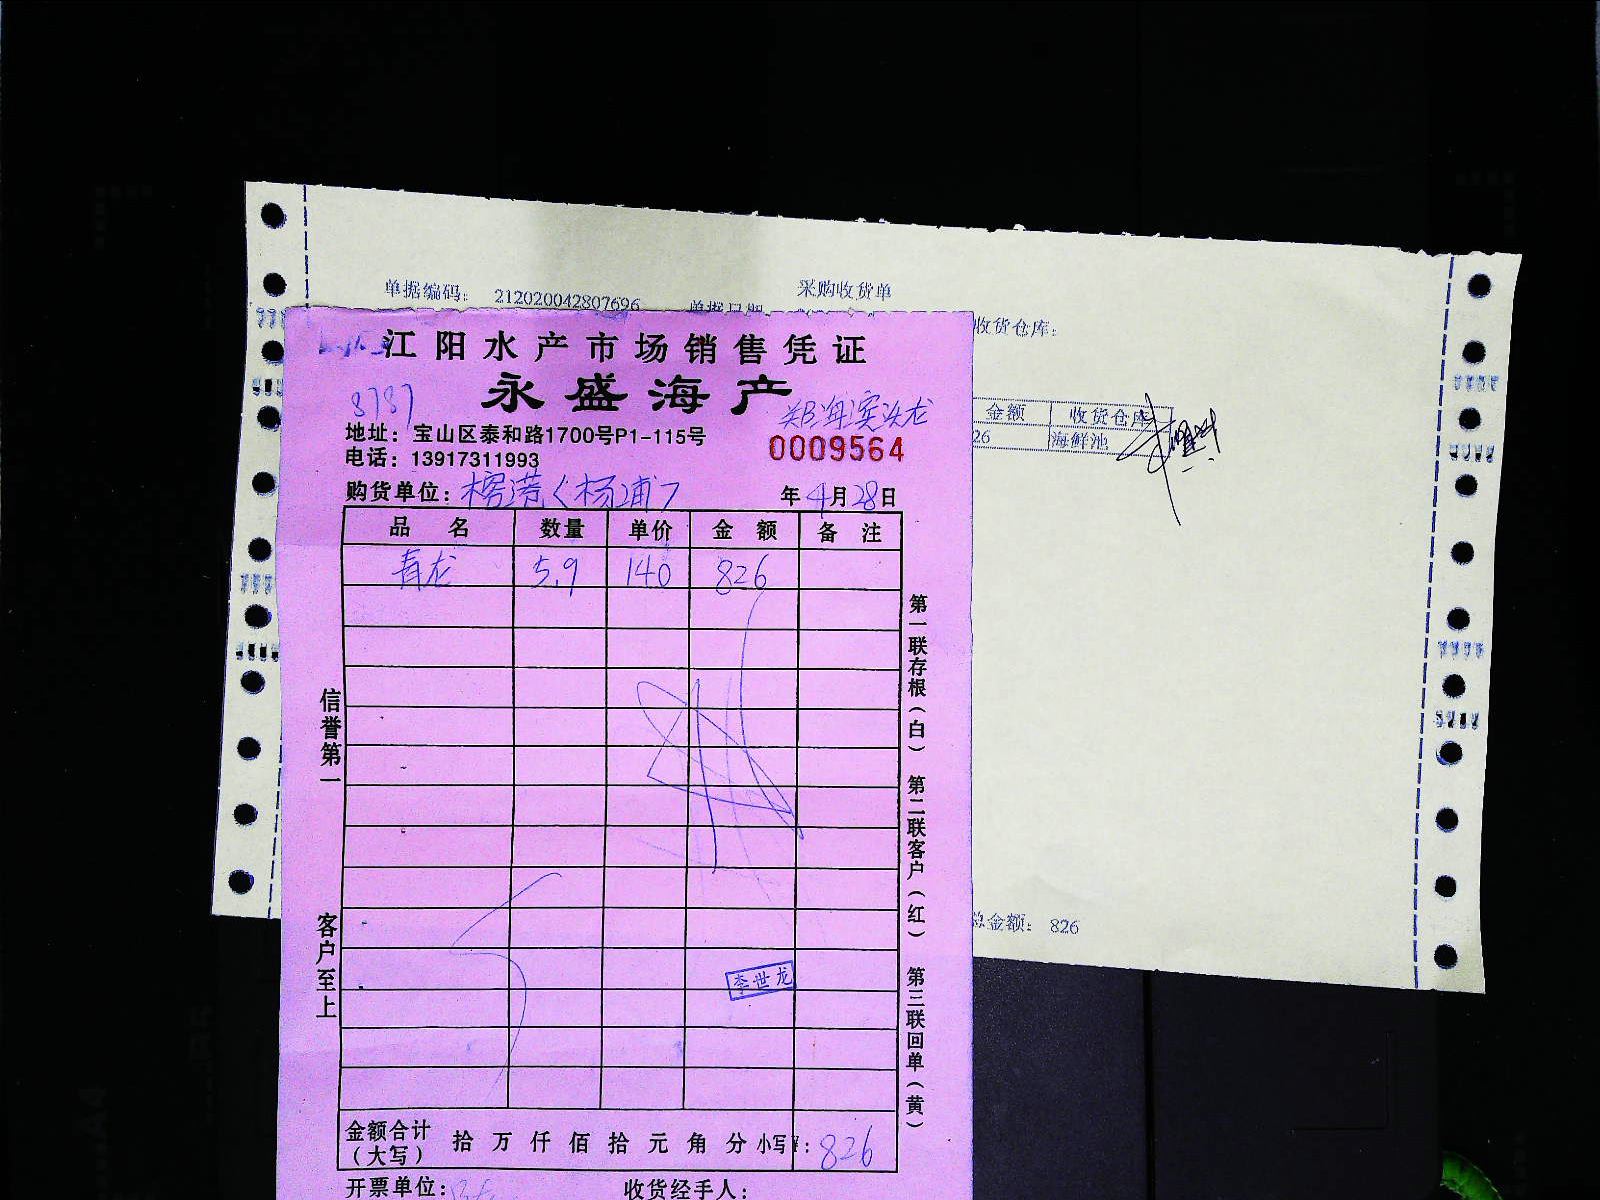 采购收货单
单据编码： 212020042807696 单据日期
收货仓库：
金额 收货仓库
26 海鲜池
总金额： 826
江阳水产市场销售凭证
永盛海产
8787
郑海滨头龙
地址：宝山区泰和路1700号P1-115号
0009564
电话：13917311993
购货单位：榕港（杨浦） 年4月28日
品名 数量 单价 金额 备注
青龙 5.9 140 826
信誉第一
客户至上
第一联存根（白） 第二联客户（红） 第三联回单（黄）
李世龙
金额合计（大写） 拾万仟佰拾元角分 小写¥：826
开票单位： 收货经手人：